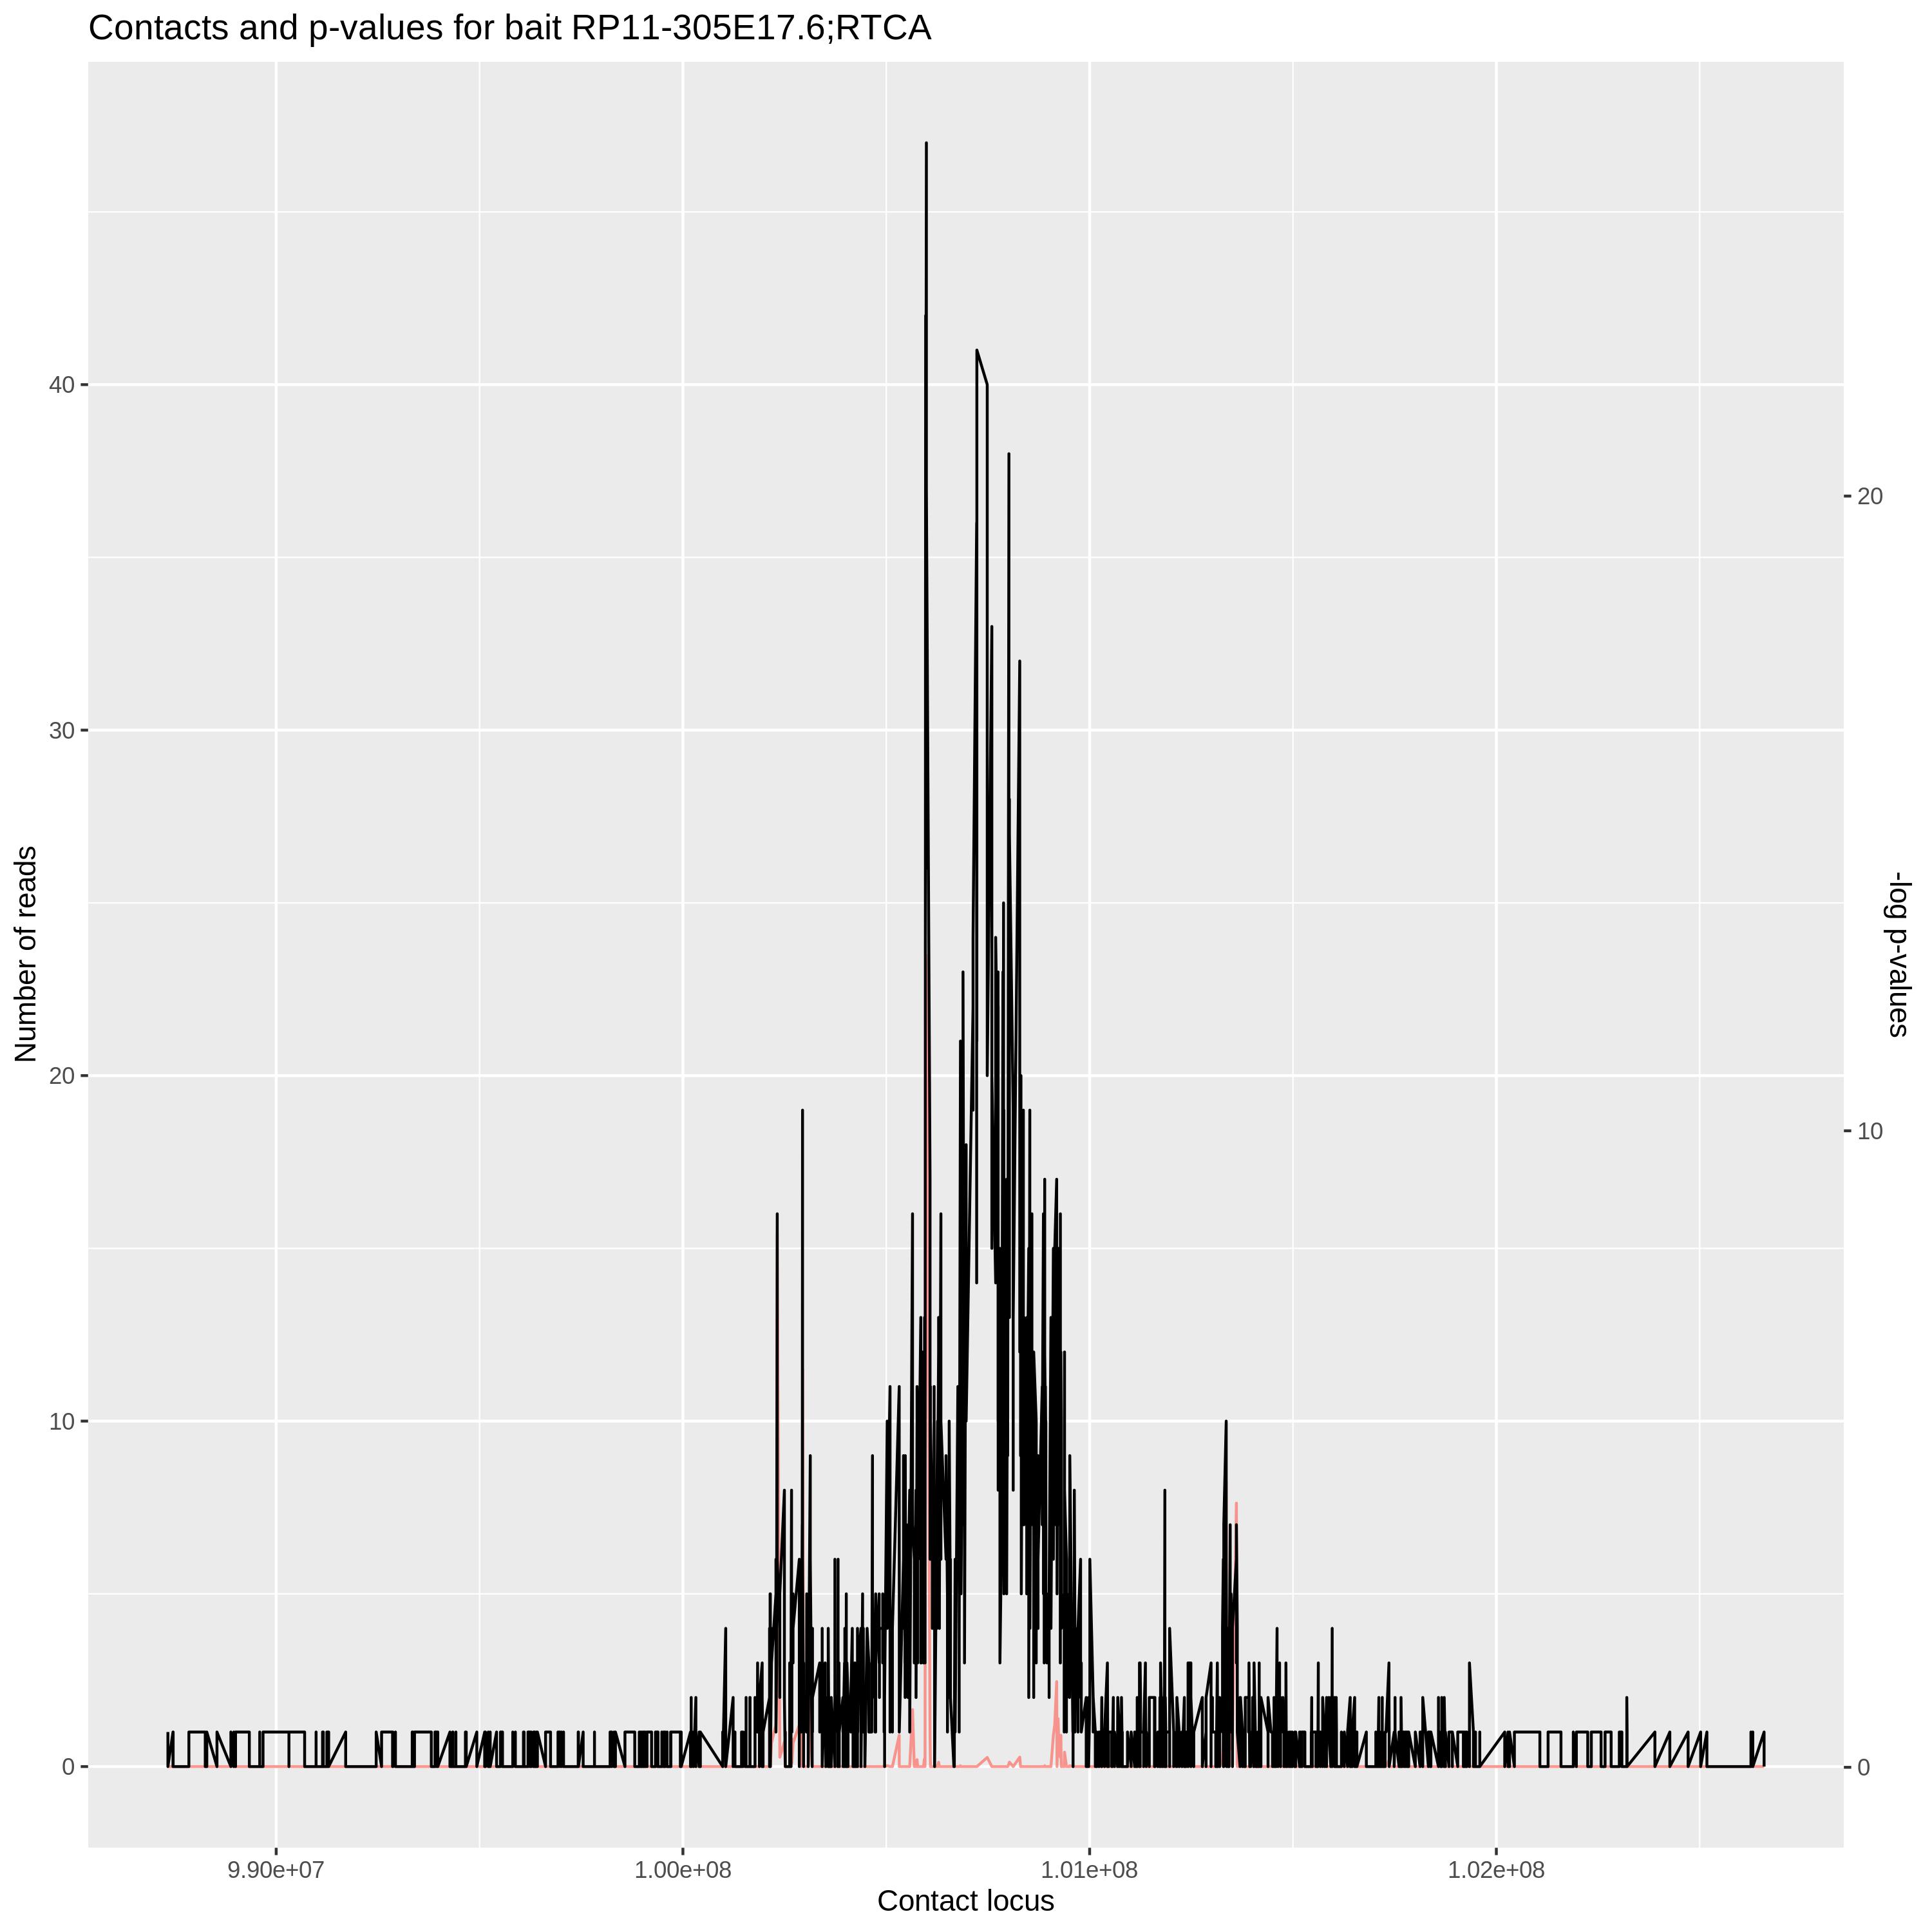 Contacts and p-values for bait RP11-305E17.6;RTCA
Number of reads
40
30
20
10
0
20
10
0
-log p-values
9.90e+07
1.00e+08
1.01e+08
1.02e+08
Contact locus